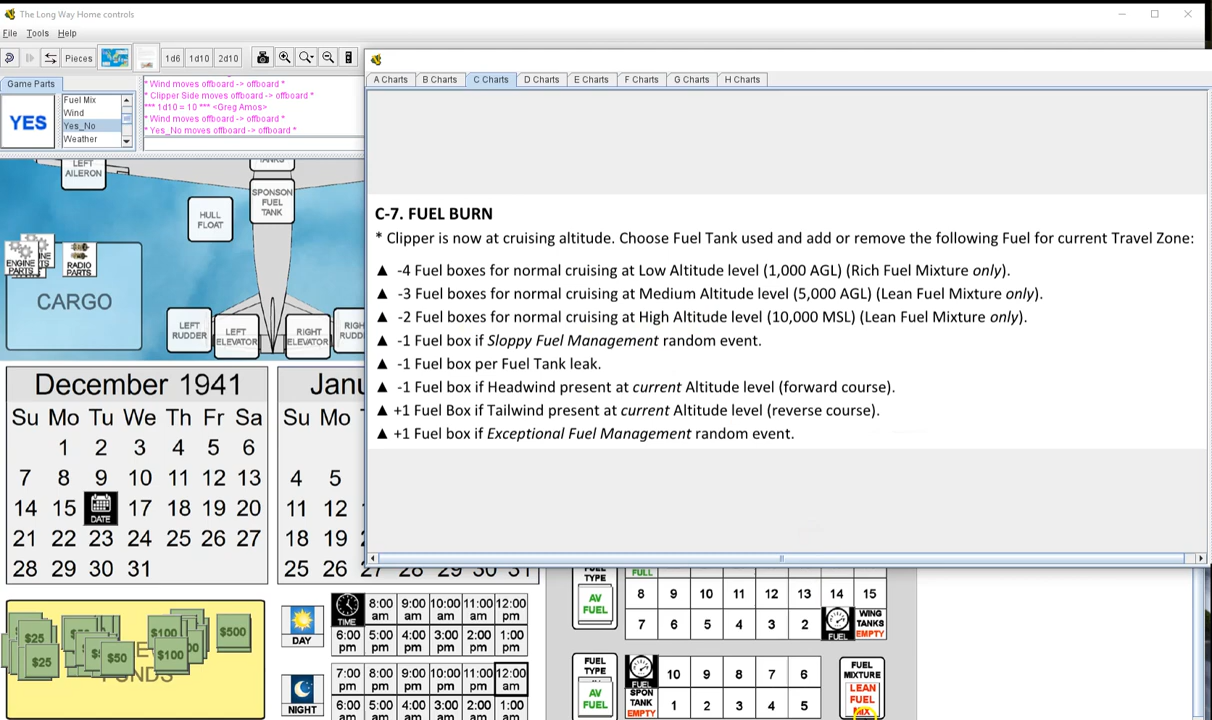 The Long Way Home controls
File Tools Help
Pieces 1d6 1d10 2d10
A Charts B Charts C Charts D Charts E Charts F Charts G Charts H Charts
Game Parts
YES
Fuel Mix
Wind
Yes_No
Weather
* Wind moves offboard -> offboard *
* Clipper Side moves offboard -> offboard *
*** 1d10 = 10 *** <Greg Amos>
* Wind moves offboard -> offboard *
* Yes_No moves offboard -> offboard *
C-7. FUEL BURN
* Clipper is now at cruising altitude. Choose Fuel Tank used and add or remove the following Fuel for current Travel Zone:
▲ -4 Fuel boxes for normal cruising at Low Altitude level (1,000 AGL) (Rich Fuel Mixture only).
▲ -3 Fuel boxes for normal cruising at Medium Altitude level (5,000 AGL) (Lean Fuel Mixture only).
▲ -2 Fuel boxes for normal cruising at High Altitude level (10,000 MSL) (Lean Fuel Mixture only).
▲ -1 Fuel box if Sloppy Fuel Management random event.
▲ -1 Fuel box per Fuel Tank leak.
▲ -1 Fuel box if Headwind present at current Altitude level (forward course).
▲ +1 Fuel Box if Tailwind present at current Altitude level (reverse course).
▲ +1 Fuel box if Exceptional Fuel Management random event.
LEFT
AILERON
TANKS
SPONSON
FUEL
TANK
HULL
FLOAT
ENGINE
PARTS
RADIO
PARTS
CARGO
LEFT
RUDDER
LEFT
ELEVATOR
RIGHT
ELEVATOR
RIGH
RUDD
December 1941
Su Mo Tu We Th Fr Sa
1 2 3 4 5 6
7 8 9 10 11 12 13
14 15 DATE 17 18 19 20
21 22 23 24 25 26 27
28 29 30 31
Janu
Su Mo
4 5
11 12
18 19
25 26 27 28 29 30 31
$25
$25
$50
$100
$100
$500
FUNDS
DAY
TIME 8:00 am 9:00 am 10:00 am 11:00 am 12:00 pm
6:00 pm 5:00 pm 4:00 pm 3:00 pm 2:00 pm 1:00 pm
NIGHT
7:00 pm 8:00 pm 9:00 pm 10:00 pm 11:00 pm 12:00 am
6:00 am 5:00 am 4:00 am 3:00 am 2:00 am 1:00 am
FUEL
TYPE
AV
FUEL
FULL
8 9 10 11 12 13 14 15
7 6 5 4 3 2 FUEL WING TANKS EMPTY
FUEL
TYPE
AV
FUEL
FUEL 10 9 8 7 6
SPON TANK EMPTY 1 2 3 4 5
FUEL
MIXTURE
LEAN
FUEL
MIX